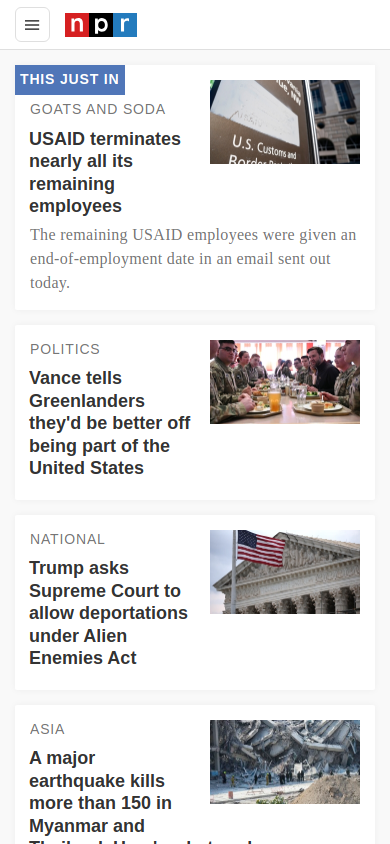 npr
THIS JUST IN
GOATS AND SODA
USAID terminates
nearly all its
remaining
employees
The remaining USAID employees were given an
end-of-employment date in an email sent out
today.
U.S. Customs and
POLITICS
Vance tells
Greenlanders
they'd be better off
being part of the
United States
NATIONAL
Trump asks
Supreme Court to
allow deportations
under Alien
Enemies Act
ASIA
A major
earthquake kills
more than 150 in
Myanmar and